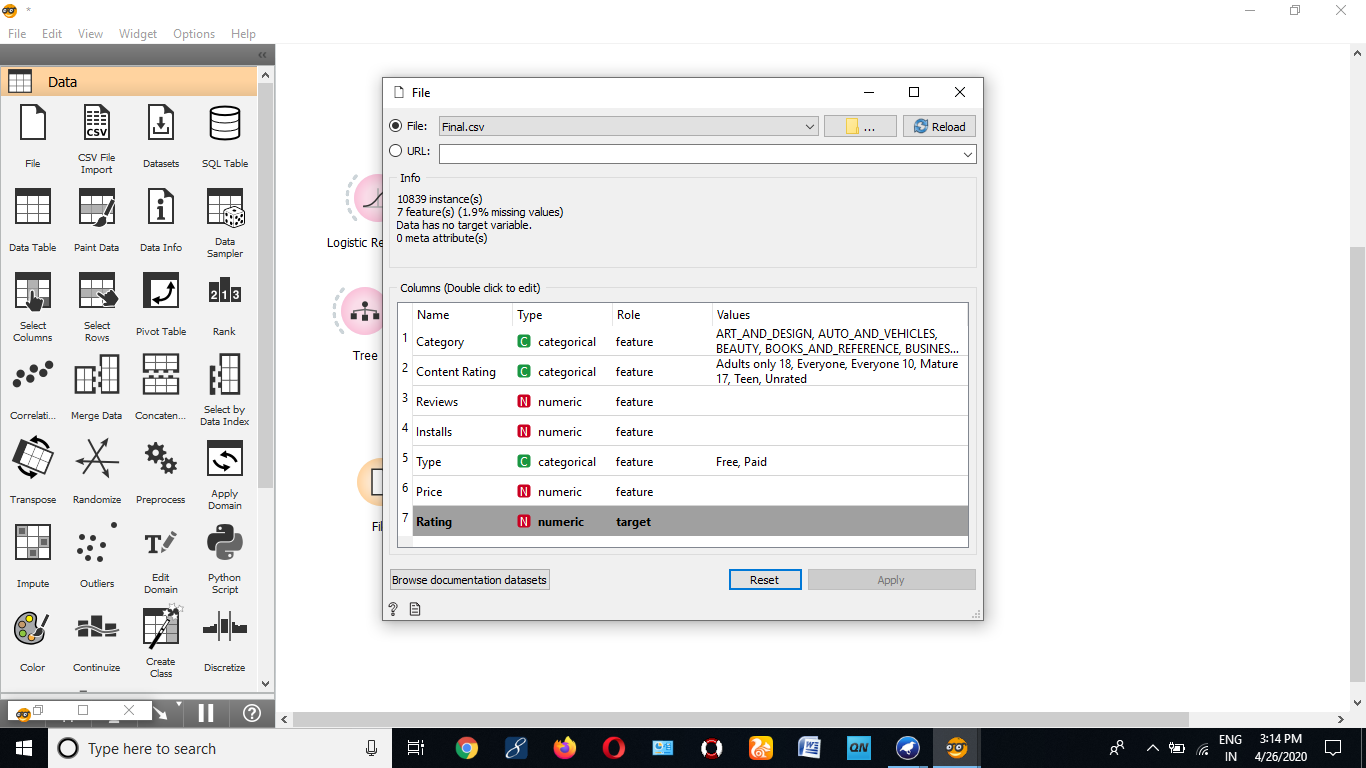 *
File Edit View Widget Options Help
Data
File CSV File Import Datasets SQL Table
Data Table Paint Data Data Info Data Sampler
Select Columns Select Rows Pivot Table Rank
Correlati... Merge Data Concaten... Select by Data Index
Transpose Randomize Preprocess Apply Domain
Impute Outliers Edit Domain Python Script
Color Continuize Create Class Discretize
Logistic Re
Tree
Fil
File
File: Final.csv ... Reload
URL:
Info
10839 instance(s)
7 feature(s) (1.9% missing values)
Data has no target variable.
0 meta attribute(s)
Columns (Double click to edit)
Name Type Role Values
1 Category C categorical feature ART_AND_DESIGN, AUTO_AND_VEHICLES,
BEAUTY, BOOKS_AND_REFERENCE, BUSINES...
2 Content Rating C categorical feature Adults only 18, Everyone, Everyone 10, Mature
17, Teen, Unrated
3 Reviews N numeric feature
4 Installs N numeric feature
5 Type C categorical feature Free, Paid
6 Price N numeric feature
7 Rating N numeric target
Browse documentation datasets Reset Apply
?
Type here to search
ENG
IN
3:14 PM
4/26/2020